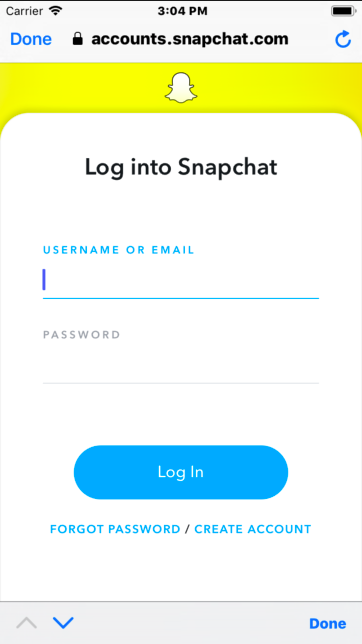 Carrier 3:04 PM
Done accounts.snapchat.com
Log into Snapchat
USERNAME OR EMAIL
PASSWORD
Log In
FORGOT PASSWORD / CREATE ACCOUNT
Done